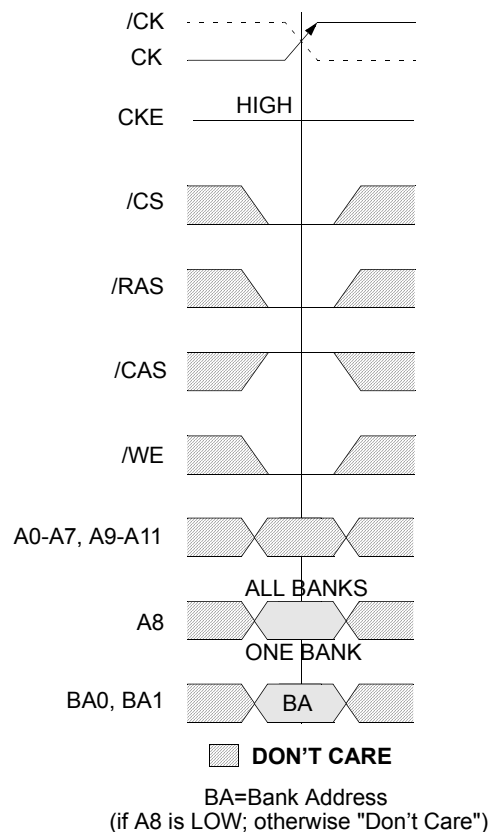 /CK
CK
CKE
HIGH
/CS
/RAS
/CAS
/WE
A0-A7, A9-A11
ALL BANKS
A8
ONE BANK
BA0, BA1
BA
DON'T CARE
BA=Bank Address
(if A8 is LOW; otherwise "Don't Care")